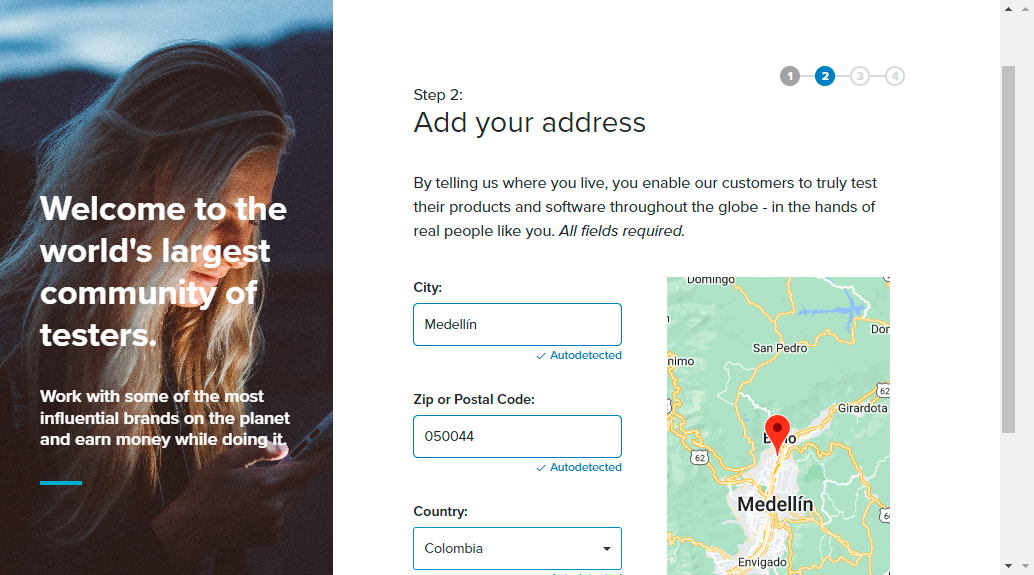 Welcome to the
world's largest
community of
testers.
Work with some of the most
influential brands on the planet
and earn money while doing it.
1 2 3 4
Step 2:
Add your address
By telling us where you live, you enable our customers to truly test
their products and software throughout the globe - in the hands of
real people like you. All fields required.
City:
Medellín
Autodetected
Zip or Postal Code:
050044
Autodetected
Country:
Colombia
Domingo
Don
San Pedro
nimo
62
Girardota
62
Medellín
Envigado